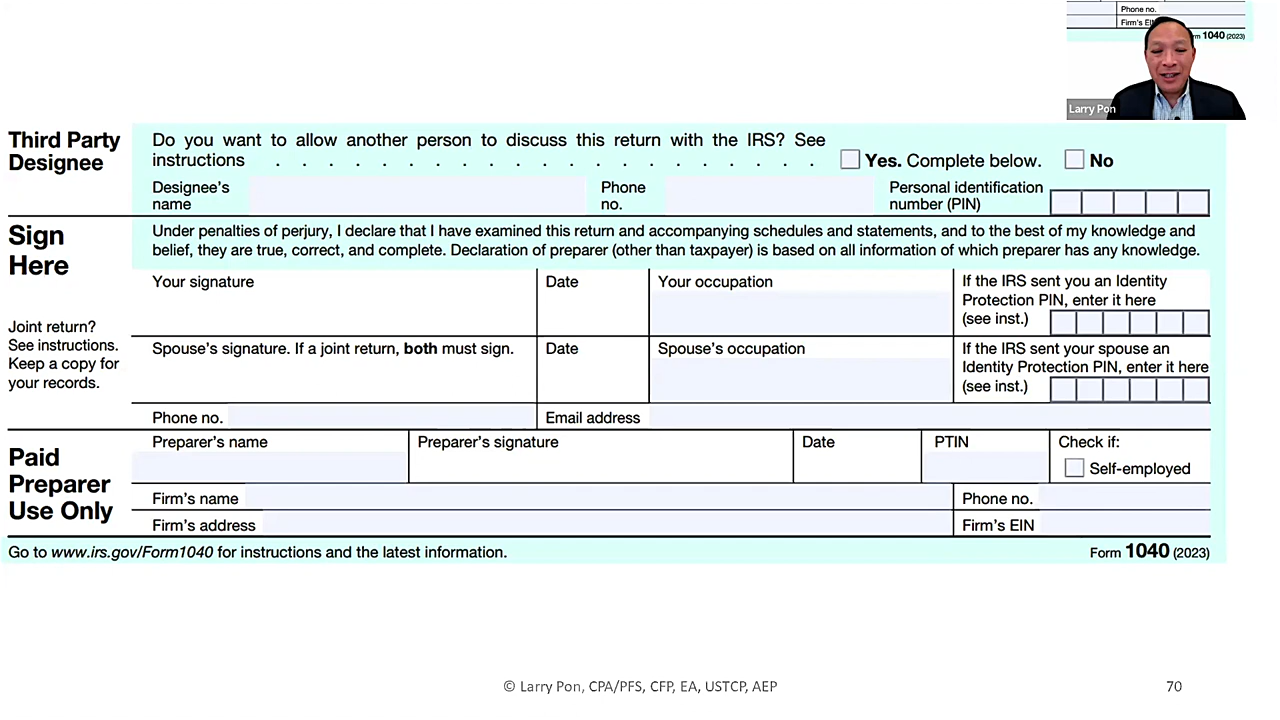 Phone no.
Firm's EIN
Form 1040 (2023)
Larry Pon
Third Party
Designee
Do you want to allow another person to discuss this return with the IRS? See
instructions . . . . . . . . . . . . . . . . . . . . Yes. Complete below. No
Designee's
name
Phone
no.
Personal identification
number (PIN)
Sign
Here
Under penalties of perjury, I declare that I have examined this return and accompanying schedules and statements, and to the best of my knowledge and
belief, they are true, correct, and complete. Declaration of preparer (other than taxpayer) is based on all information of which preparer has any knowledge.
Joint return?
See instructions.
Keep a copy for
your records.
Your signature
Date
Your occupation
If the IRS sent you an Identity
Protection PIN, enter it here
(see inst.)
Spouse's signature. If a joint return, both must sign.
Date
Spouse's occupation
If the IRS sent your spouse an
Identity Protection PIN, enter it here
(see inst.)
Phone no.
Email address
Paid
Preparer
Use Only
Preparer's name
Preparer's signature
Date
PTIN
Check if:
Self-employed
Firm's name
Phone no.
Firm's address
Firm's EIN
Go to www.irs.gov/Form1040 for instructions and the latest information.
Form 1040 (2023)
© Larry Pon, CPA/PFS, CFP, EA, USTCP, AEP
70